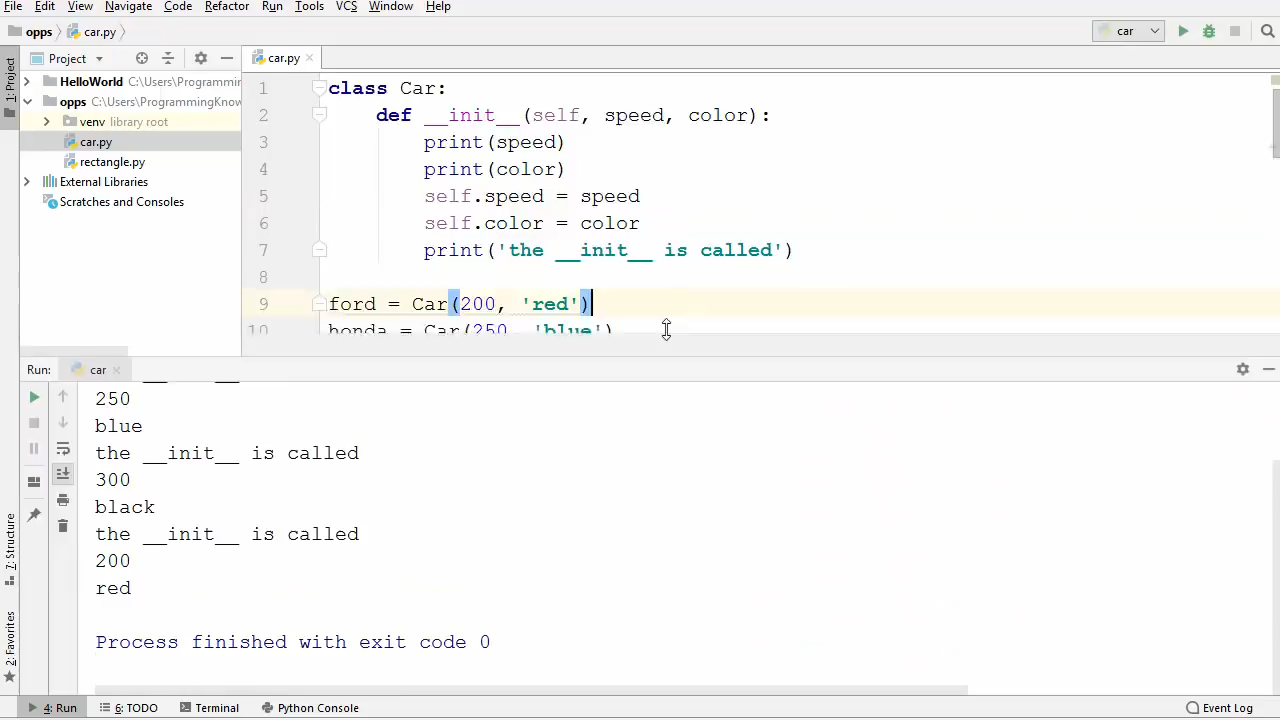 File Edit View Navigate Code Refactor Run Tools VCS Window Help
opps car.py car
1: Project
Project
car.py
HelloWorld C:\Users\Programmin
opps C:\Users\ProgrammingKnow
venv library root
car.py
rectangle.py
External Libraries
Scratches and Consoles
1 class Car:
2 def __init__(self, speed, color):
3 print(speed)
4 print(color)
5 self.speed = speed
6 self.color = color
7 print('the __init__ is called')
8
9 ford = Car(200, 'red')
10 honda = Car(250, 'blue')
Run: car
250
blue
the __init__ is called
300
black
the __init__ is called
200
red
Process finished with exit code 0
7: Structure
2: Favorites
4: Run 6: TODO Terminal Python Console Event Log